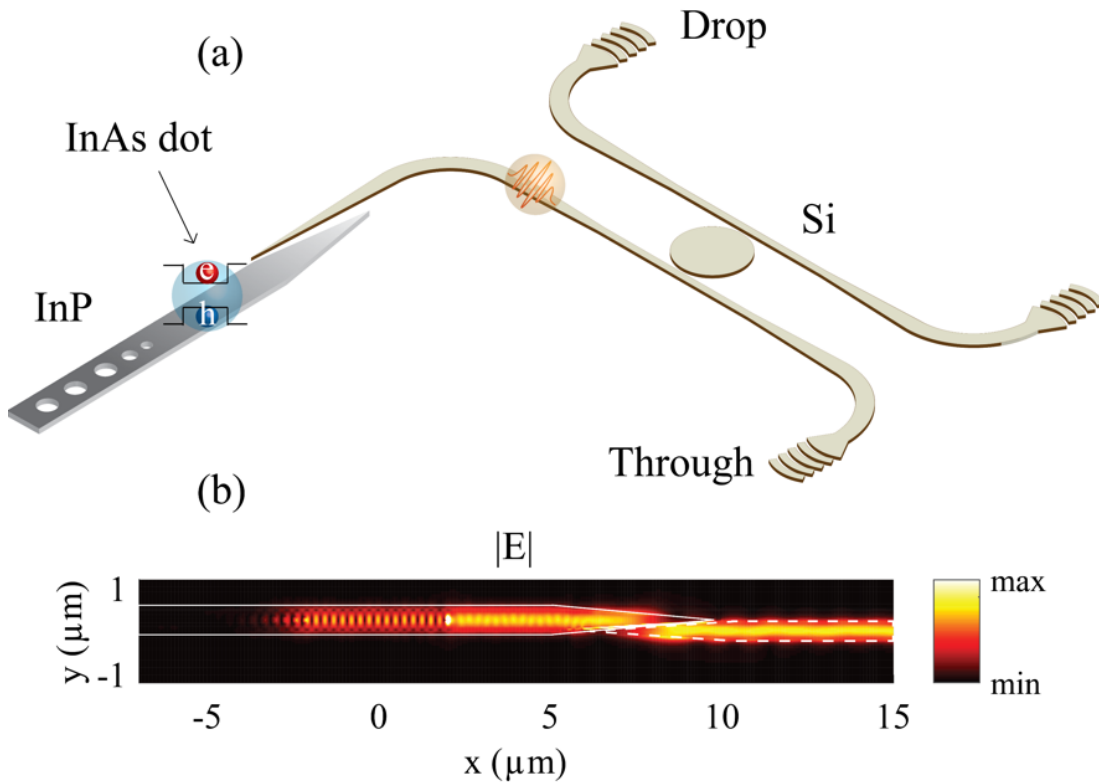 (a)
Drop
InAs dot
Si
e
InP
h
Through
(b)
|E|
1
max
y (μm)
-1
min
-5
0
5
10
15
x (μm)